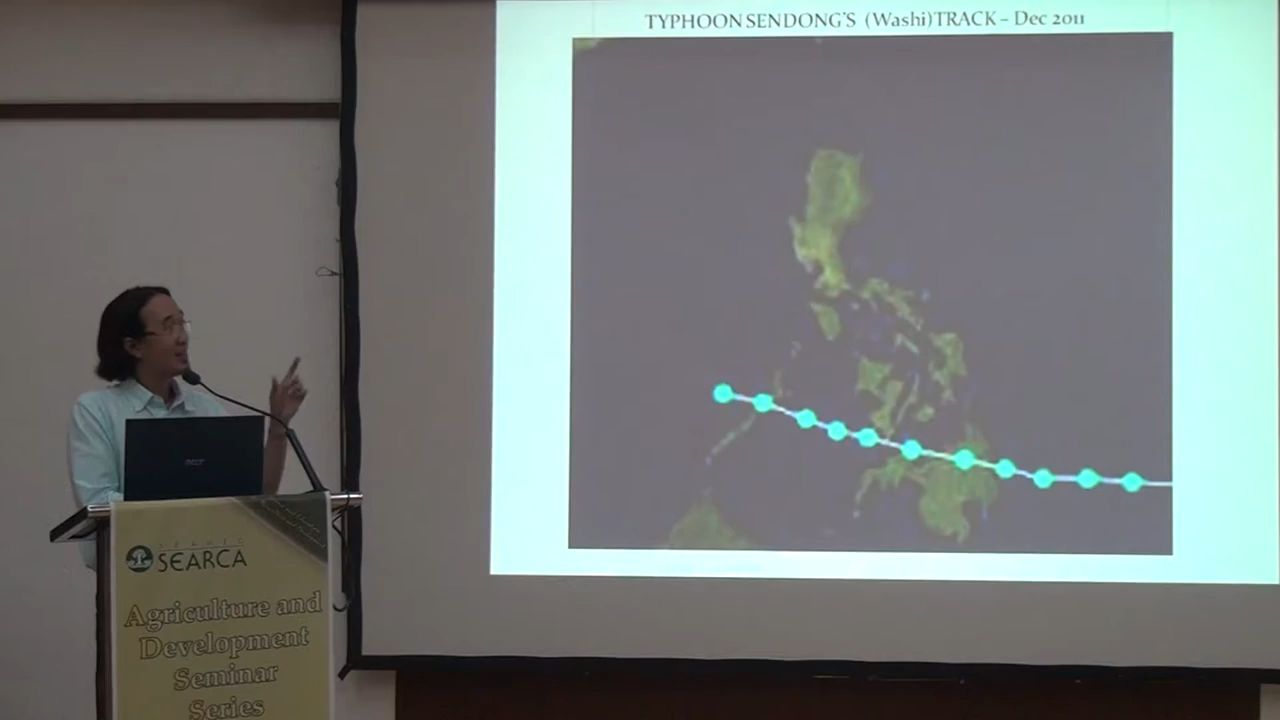 TYPHOON SENDONG'S (Washi)TRACK – Dec 2011
SEARCA
Agriculture and
Development
Seminar
Series